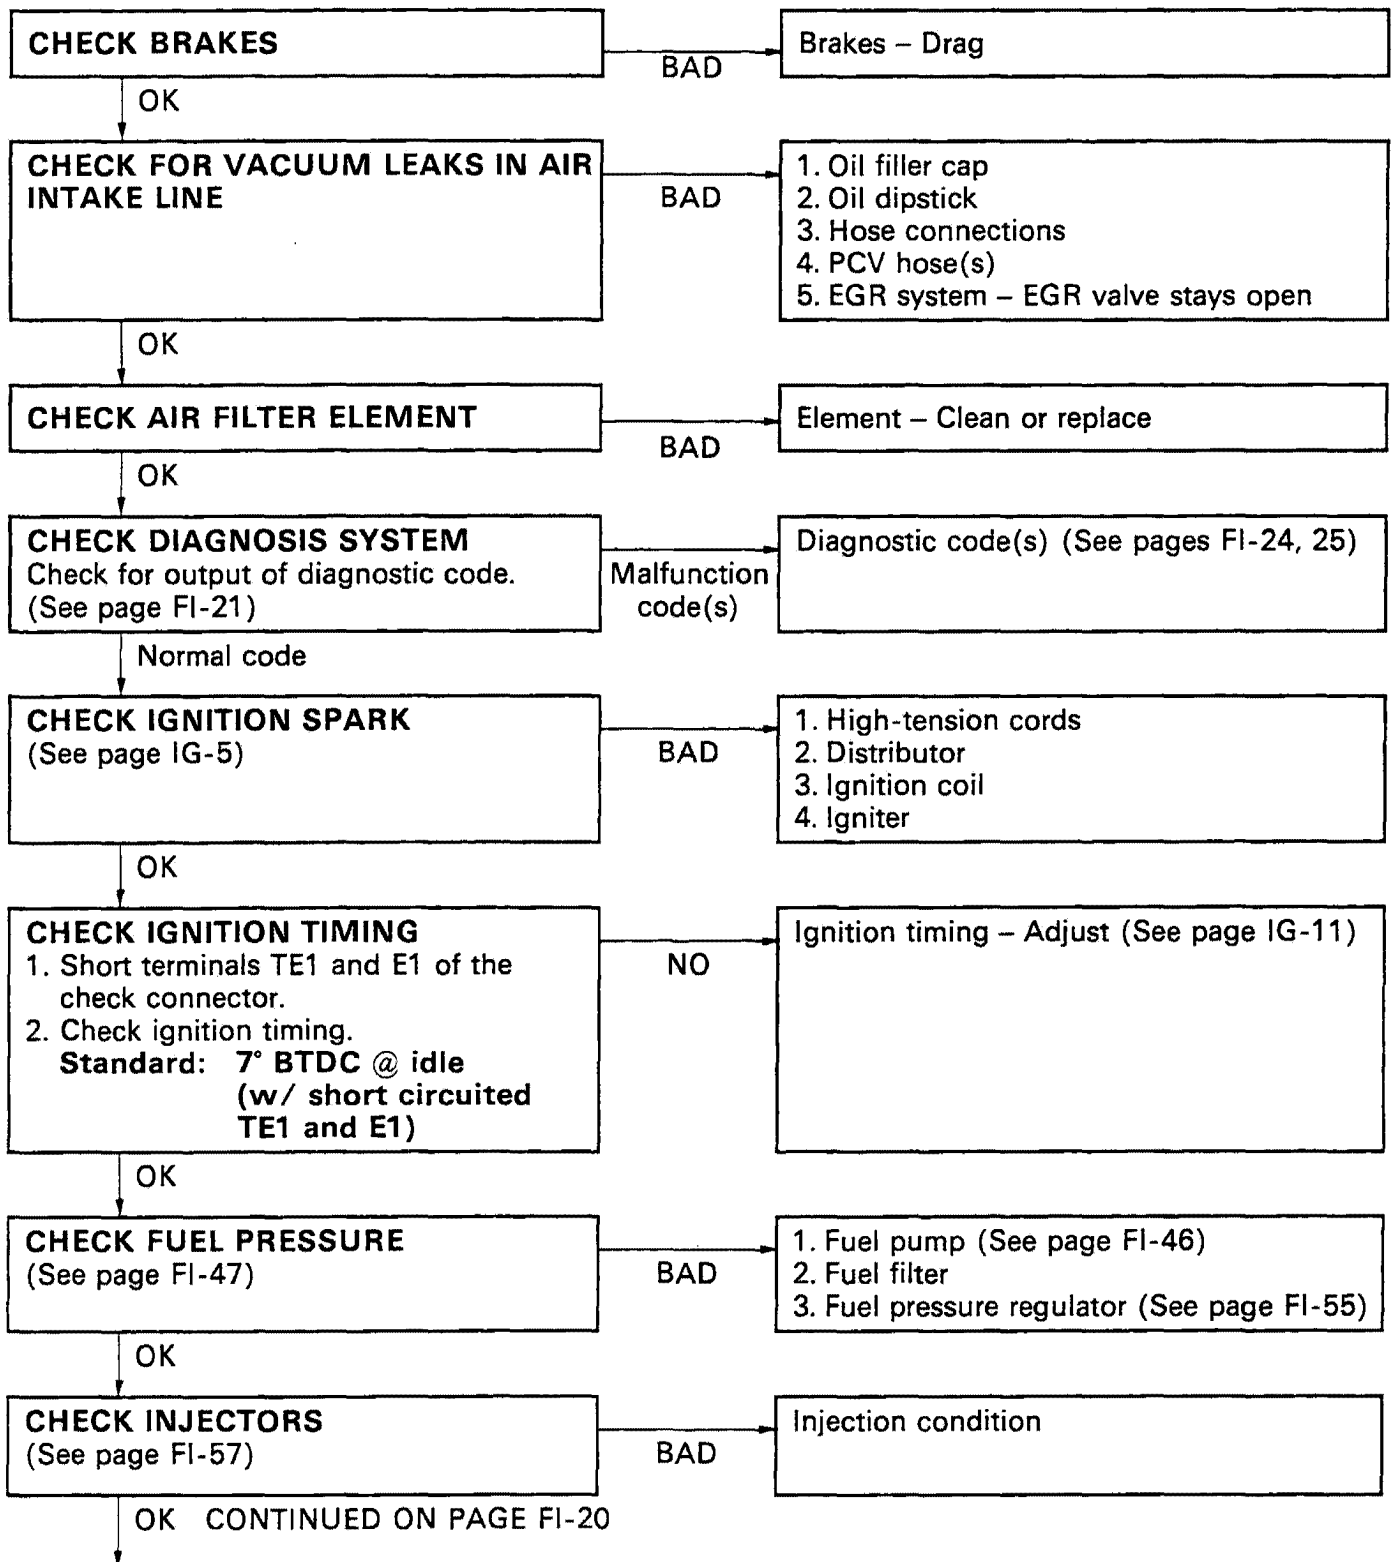 CHECK BRAKES
BAD
Brakes – Drag
OK
CHECK FOR VACUUM LEAKS IN AIR
INTAKE LINE
BAD
1. Oil filler cap
2. Oil dipstick
3. Hose connections
4. PCV hose(s)
5. EGR system – EGR valve stays open
OK
CHECK AIR FILTER ELEMENT
BAD
Element – Clean or replace
OK
CHECK DIAGNOSIS SYSTEM
Check for output of diagnostic code.
(See page FI-21)
Malfunction
code(s)
Diagnostic code(s) (See pages FI-24, 25)
Normal code
CHECK IGNITION SPARK
(See page IG-5)
BAD
1. High-tension cords
2. Distributor
3. Ignition coil
4. Igniter
OK
CHECK IGNITION TIMING
1. Short terminals TE1 and E1 of the
check connector.
2. Check ignition timing.
Standard: 7° BTDC @ idle
(w/ short circuited
TE1 and E1)
NO
Ignition timing – Adjust (See page IG-11)
OK
CHECK FUEL PRESSURE
(See page FI-47)
BAD
1. Fuel pump (See page FI-46)
2. Fuel filter
3. Fuel pressure regulator (See page FI-55)
OK
CHECK INJECTORS
(See page FI-57)
BAD
Injection condition
OK CONTINUED ON PAGE FI-20